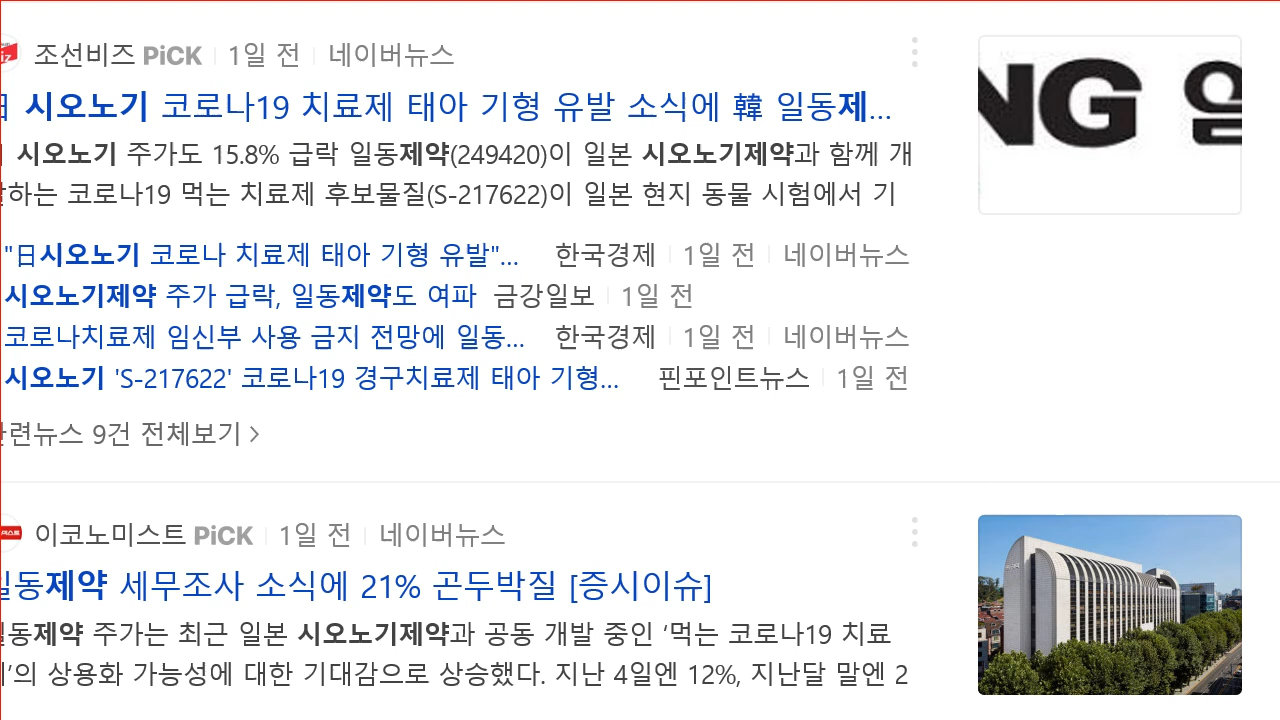 조선비즈 PiCK 1일 전 네이버뉴스
시오노기 코로나19 치료제 태아 기형 유발 소식에 韓 일동제...
시오노기 주가도 15.8% 급락 일동제약(249420)이 일본 시오노기제약과 함께 개
하는 코로나19 먹는 치료제 후보물질(S-217622)이 일본 현지 동물 시험에서 기
"日시오노기 코로나 치료제 태아 기형 유발"... 한국경제 1일 전 네이버뉴스
시오노기제약 주가 급락, 일동제약도 여파 금강일보 1일 전
코로나치료제 임신부 사용 금지 전망에 일동... 한국경제 1일 전 네이버뉴스
시오노기 'S-217622' 코로나19 경구치료제 태아 기형... 핀포인트뉴스 1일 전
련뉴스 9건 전체보기 >
NG
이코노미스트 PiCK 1일 전 네이버뉴스
일동제약 세무조사 소식에 21% 곤두박질 [증시이슈]
일동제약 주가는 최근 일본 시오노기제약과 공동 개발 중인 ‘먹는 코로나19 치료
’의 상용화 가능성에 대한 기대감으로 상승했다. 지난 4일엔 12%, 지난달 말엔 2